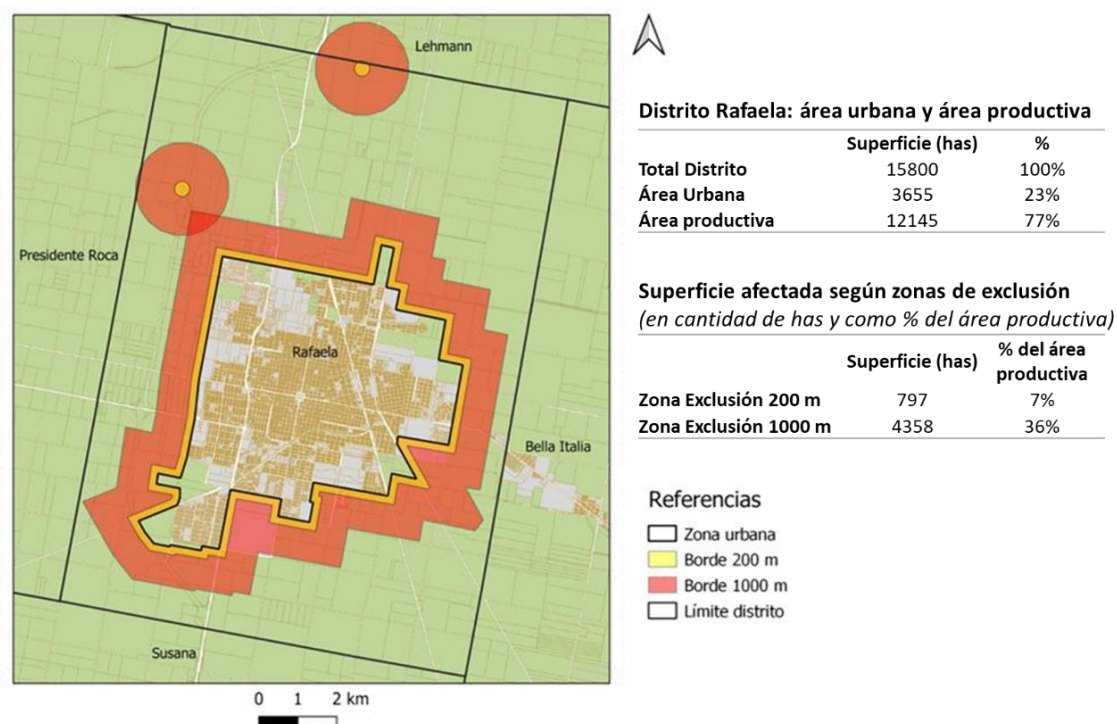 Lehmann
Presidente Roca
Rafaela
Bella Italia
Susana
0 1 2 km
Distrito Rafaela: área urbana y área productiva
Superficie (has) %
Total Distrito 15800 100%
Área Urbana 3655 23%
Área productiva 12145 77%
Superficie afectada según zonas de exclusión
(en cantidad de has y como % del área productiva)
Superficie (has) % del área
productiva
Zona Exclusión 200 m 797 7%
Zona Exclusión 1000 m 4358 36%
Referencias
Zona urbana
Borde 200 m
Borde 1000 m
Límite distrito